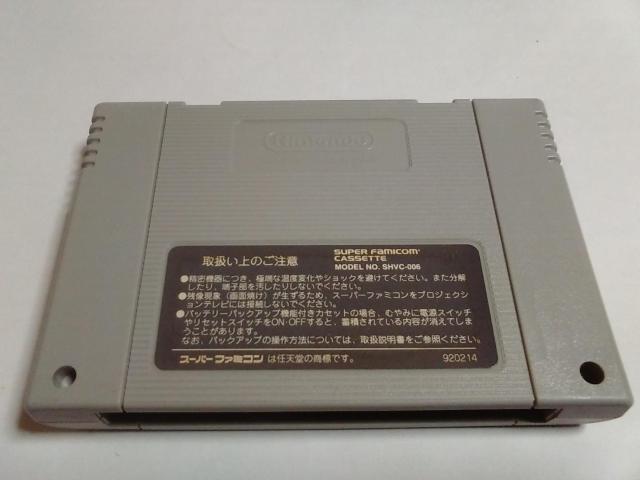 Nintendo
取扱い上のご注意
SUPER FAMICOM
CASSETTE
MODEL NO. SHVC-006
●精密機器につき、極端な温度変化やショックを避けてください。また分解
したり、端子部を汚したりしないでください。
●残像現象（画面焼け）が生ずるため、スーパーファミコンをプロジェクシ
ョンテレビには接続しないでください。
●バッテリーバックアップ機能付きカセットの場合、むやみに電源スイッチ
やリセットスイッチをON・OFFすると、蓄積されている内容が消えてしま
うことがあります。
なお、バックアップの操作方法については、取扱説明書をご参照ください。
スーパーファミコンは任天堂の商標です。
920214